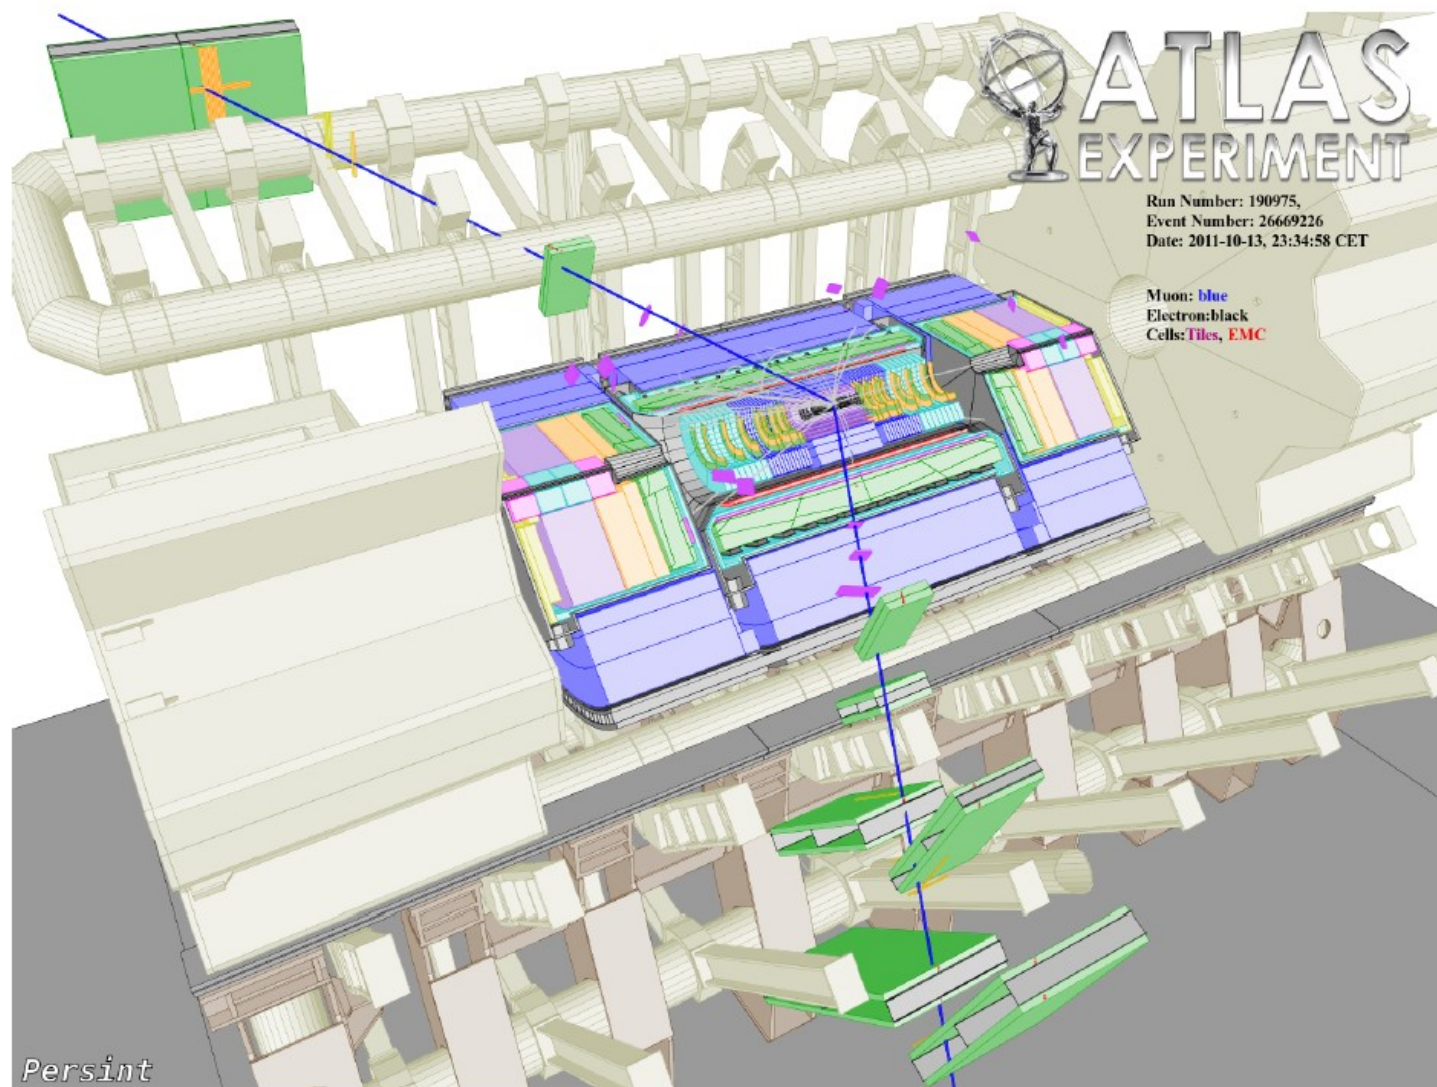 ATLAS
EXPERIMENT
Run Number: 190975,
Event Number: 26669226
Date: 2011-10-13, 23:34:58 CET
Muon: blue
Electron:black
Cells:Tiles, EMC
Persint